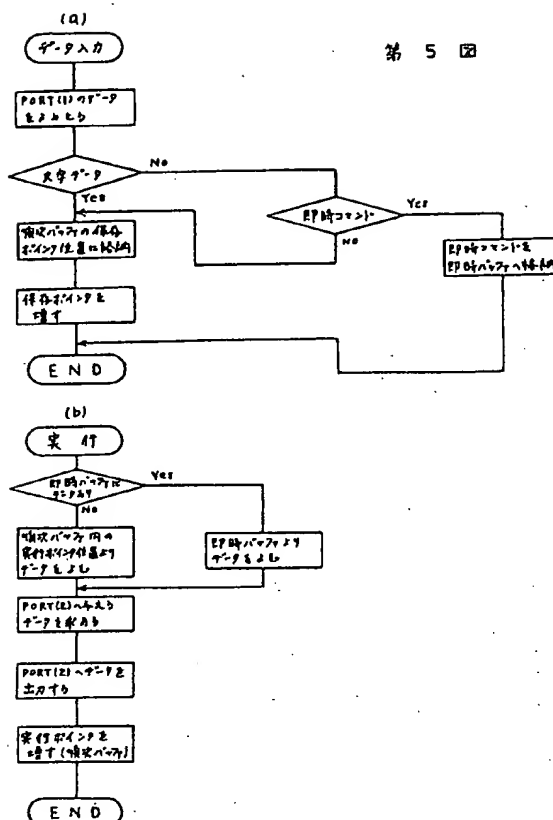 (a)
第 5 図
データ入力
PORT(1)のデータ
をよみとる
文字データ
No
Yes
即時コマンド
Yes
No
順次バッファの保存
ポインタ位置に格納
即時コマンドを
即時バッファへ格納
保存ポインタを
増す
END
(b)
実 行
即時バッファに
データあり
Yes
No
順次バッファ内の
実行ポインタ位置より
データをよむ
即時バッファより
データをよむ
PORT(2)へ与える
データを求める
PORT(2)へデータを
出力する
実行ポインタを
増す(順次バッファ)
END